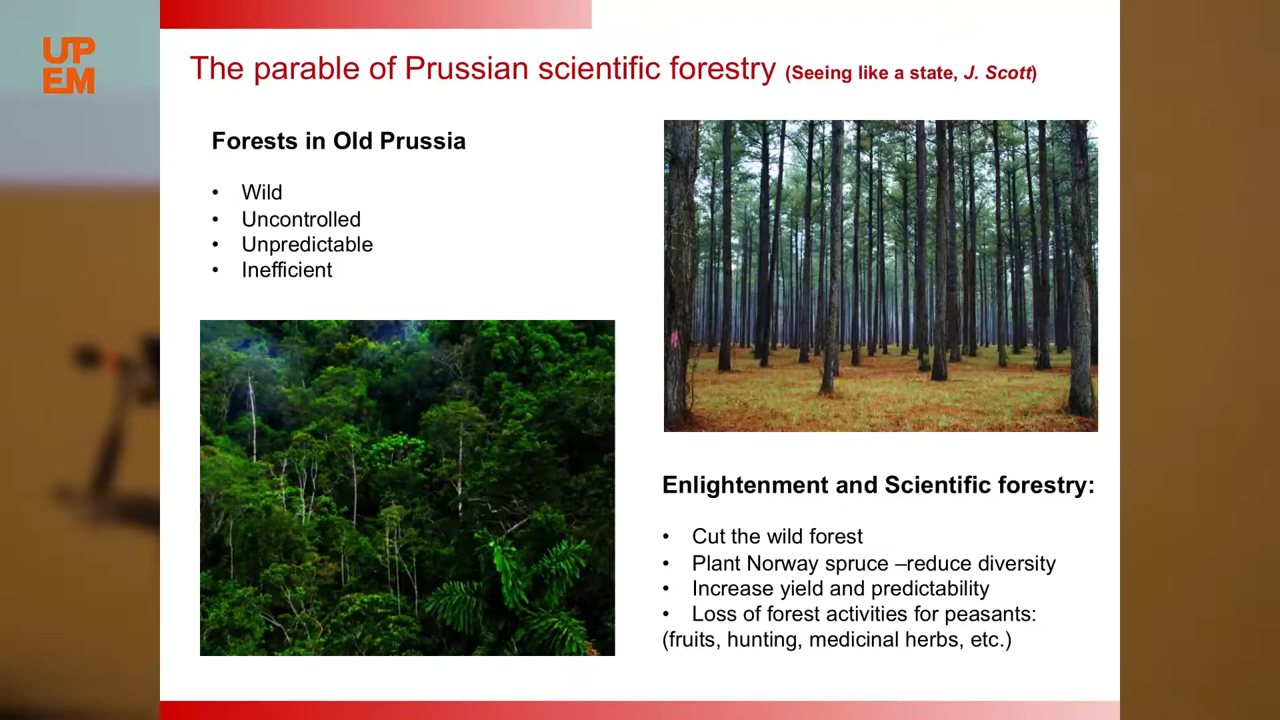 UP
EM
The parable of Prussian scientific forestry (Seeing like a state, J. Scott)
Forests in Old Prussia
• Wild
• Uncontrolled
• Unpredictable
• Inefficient
Enlightenment and Scientific forestry:
• Cut the wild forest
• Plant Norway spruce –reduce diversity
• Increase yield and predictability
• Loss of forest activities for peasants:
(fruits, hunting, medicinal herbs, etc.)